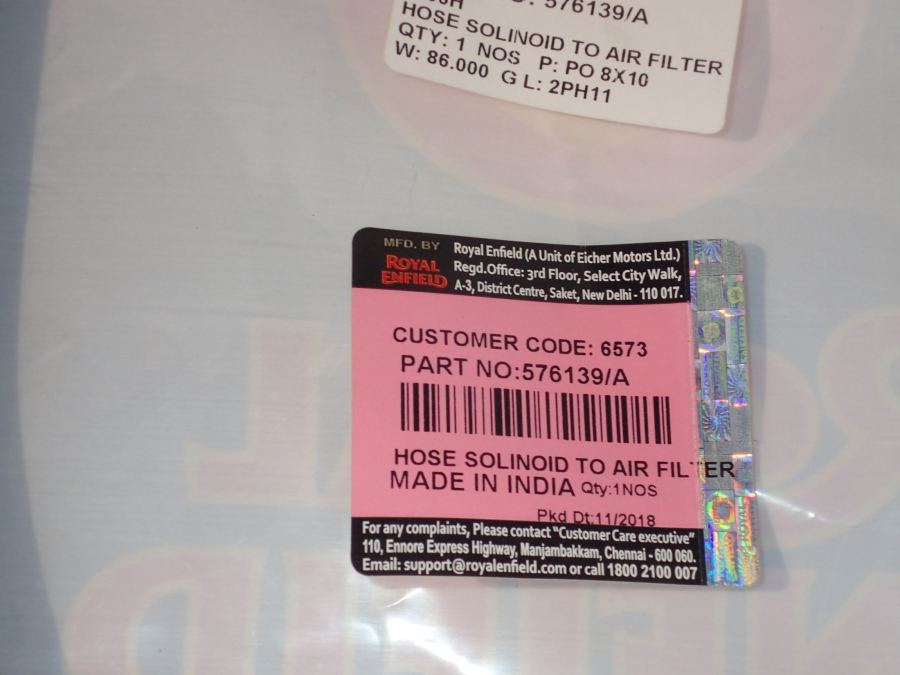 576139/A
HOSE SOLINOID TO AIR FILTER
QTY: 1 NOS P: PO 8X10
W: 86.000 G L: 2PH11
MFD. BY
ROYAL
ENFIELD
Royal Enfield (A Unit of Eicher Motors Ltd.)
Regd.Office: 3rd Floor, Select City Walk,
A-3, District Centre, Saket, New Delhi - 110 017.
CUSTOMER CODE: 6573
PART NO:576139/A
HOSE SOLINOID TO AIR FILTER
MADE IN INDIA Qty:1NOS
Pkd Dt:11/2018
For any complaints, Please contact "Customer Care executive"
110, Ennore Express Highway, Manjambakkam, Chennai - 600 060.
Email: support@royalenfield.com or call 1800 2100 007